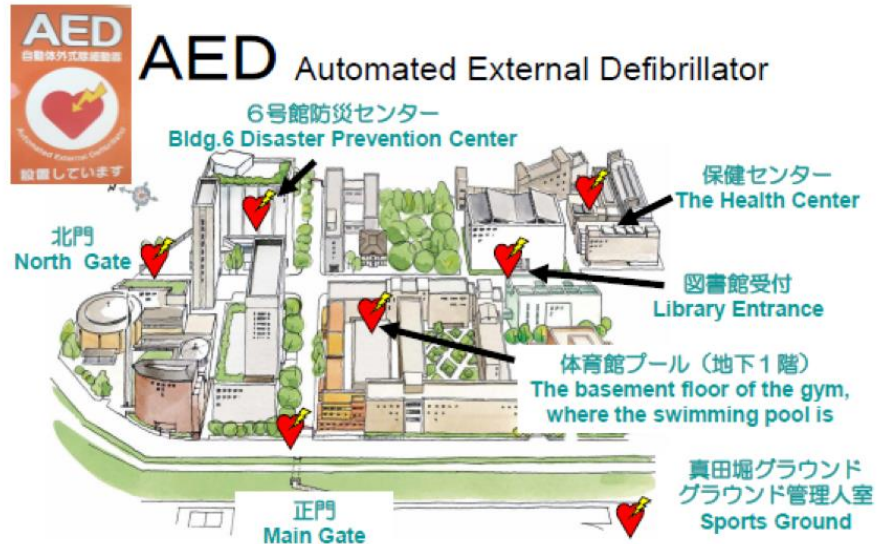 AED
自動体外式除細動器
Automated External Defibrillator
設置しています
AED Automated External Defibrillator
6号館防災センター
Bldg.6 Disaster Prevention Center
保健センター
The Health Center
北門
North Gate
図書館受付
Library Entrance
体育館プール（地下1階）
The basement floor of the gym,
where the swimming pool is
真田堀グラウンド
グラウンド管理人室
Sports Ground
正門
Main Gate